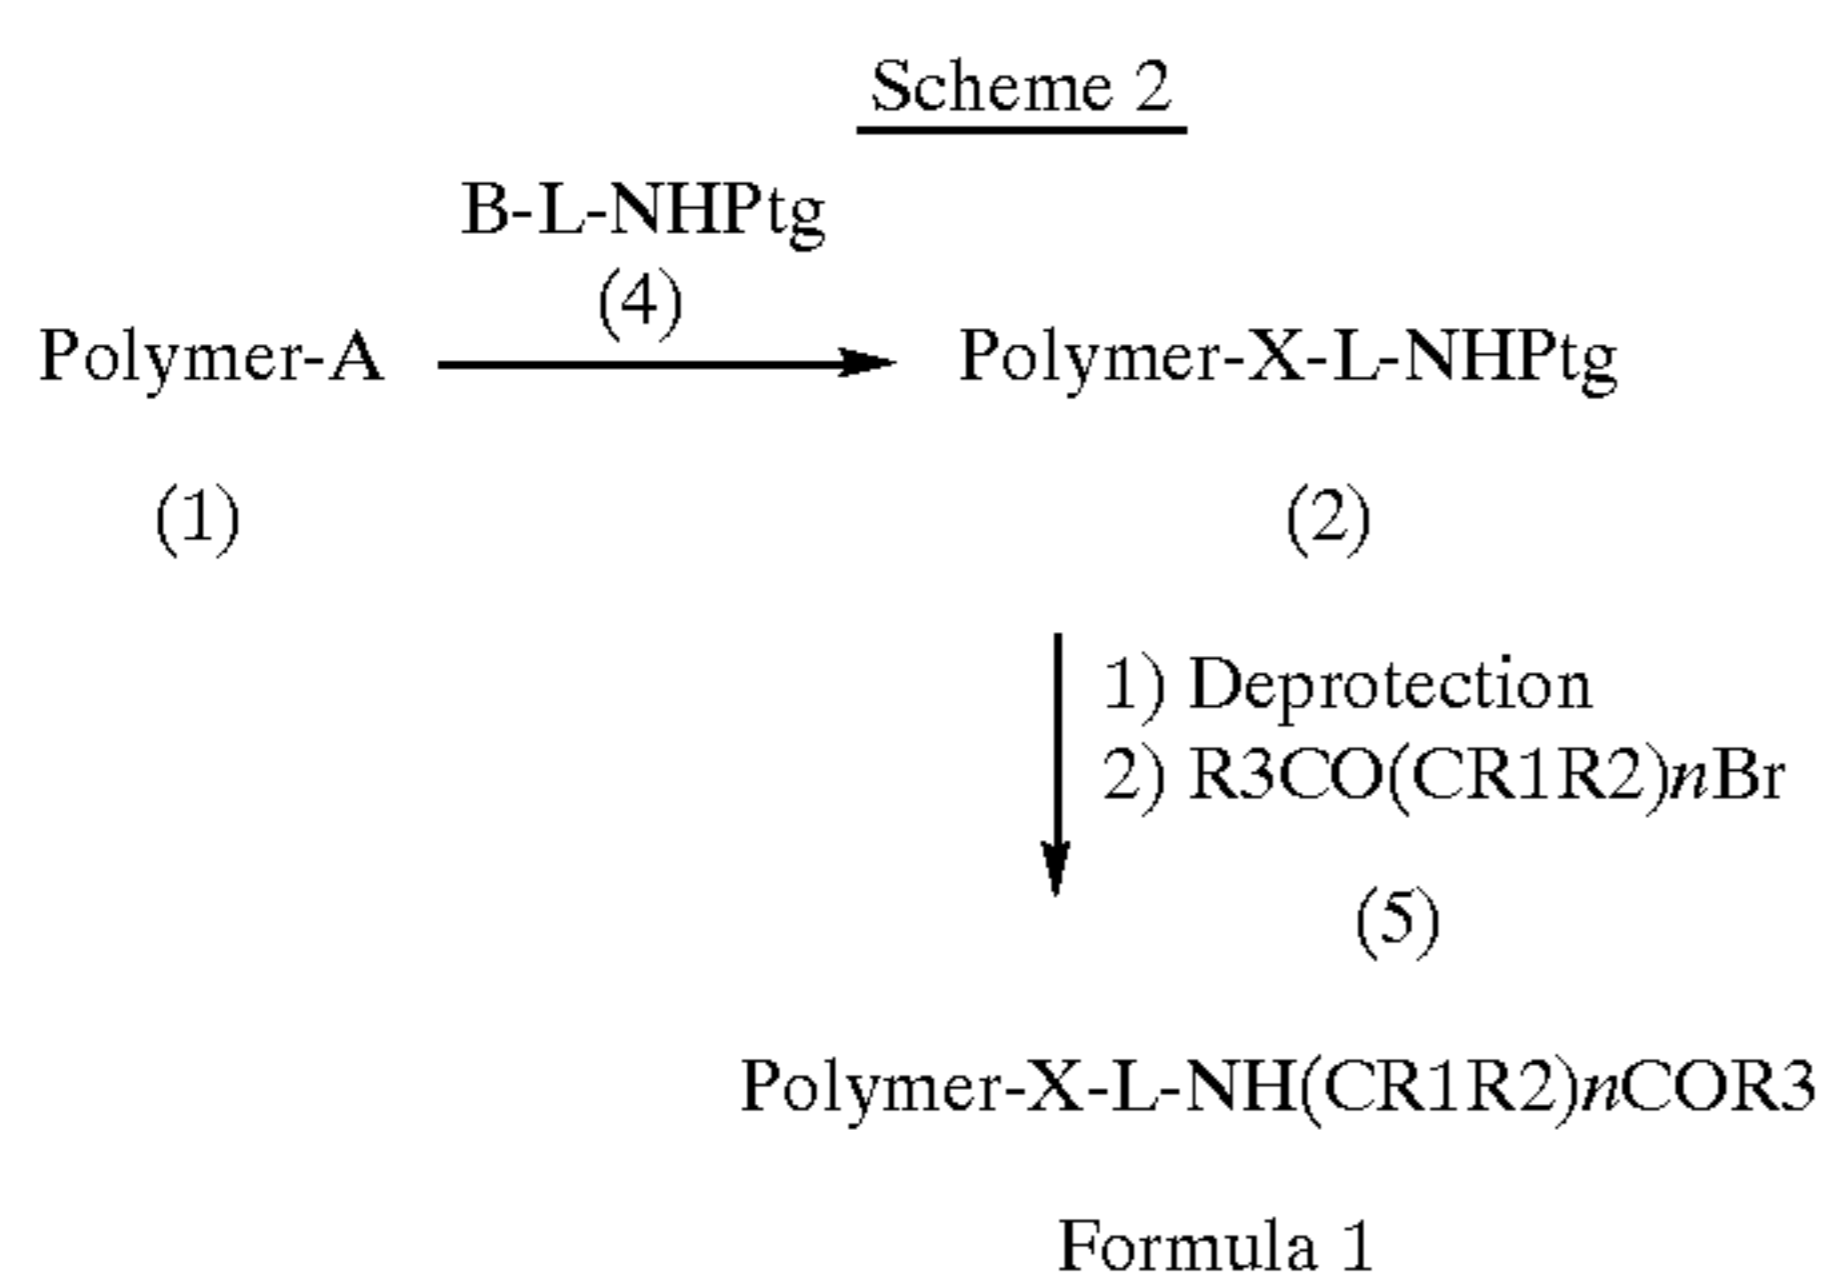 Scheme 2
B-L-NHPtg
(4)
Polymer-A Polymer-X-L-NHPtg
(1) (2)
1) Deprotection
2) R3CO(CR1R2)nBr
(5)
Polymer-X-L-NH(CR1R2)nCOR3
Formula 1